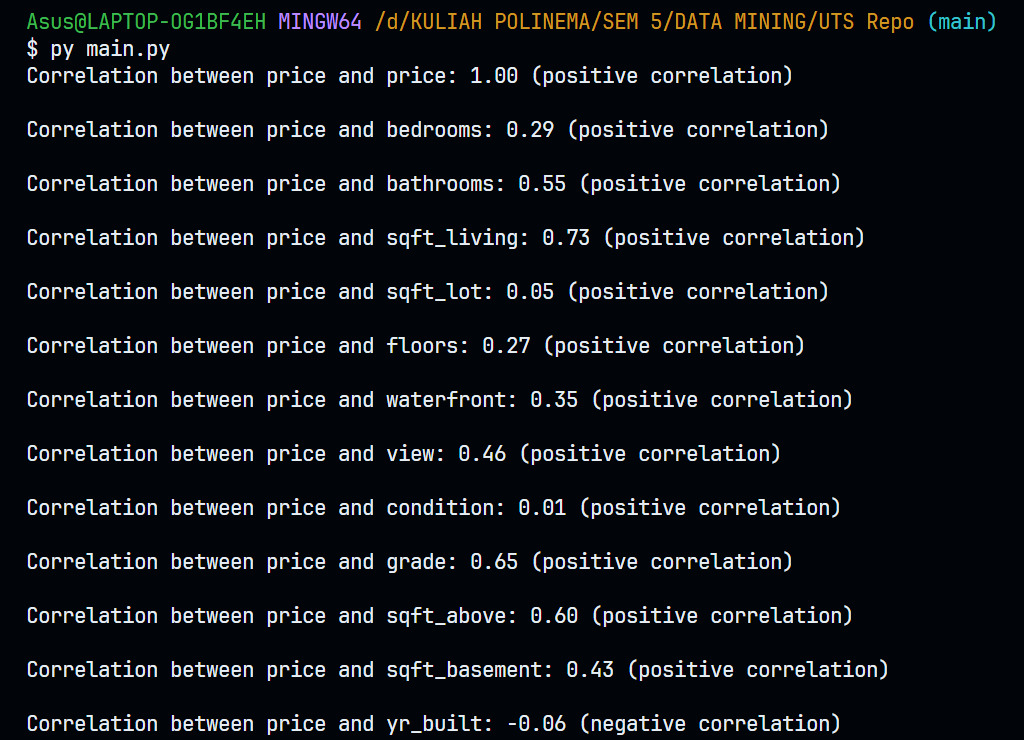 Asus@LAPTOP-OG1BF4EH MINGW64 /d/KULIAH POLINEMA/SEM 5/DATA MINING/UTS Repo (main)
$ py main.py
Correlation between price and price: 1.00 (positive correlation)
Correlation between price and bedrooms: 0.29 (positive correlation)
Correlation between price and bathrooms: 0.55 (positive correlation)
Correlation between price and sqft_living: 0.73 (positive correlation)
Correlation between price and sqft_lot: 0.05 (positive correlation)
Correlation between price and floors: 0.27 (positive correlation)
Correlation between price and waterfront: 0.35 (positive correlation)
Correlation between price and view: 0.46 (positive correlation)
Correlation between price and condition: 0.01 (positive correlation)
Correlation between price and grade: 0.65 (positive correlation)
Correlation between price and sqft_above: 0.60 (positive correlation)
Correlation between price and sqft_basement: 0.43 (positive correlation)
Correlation between price and yr_built: -0.06 (negative correlation)